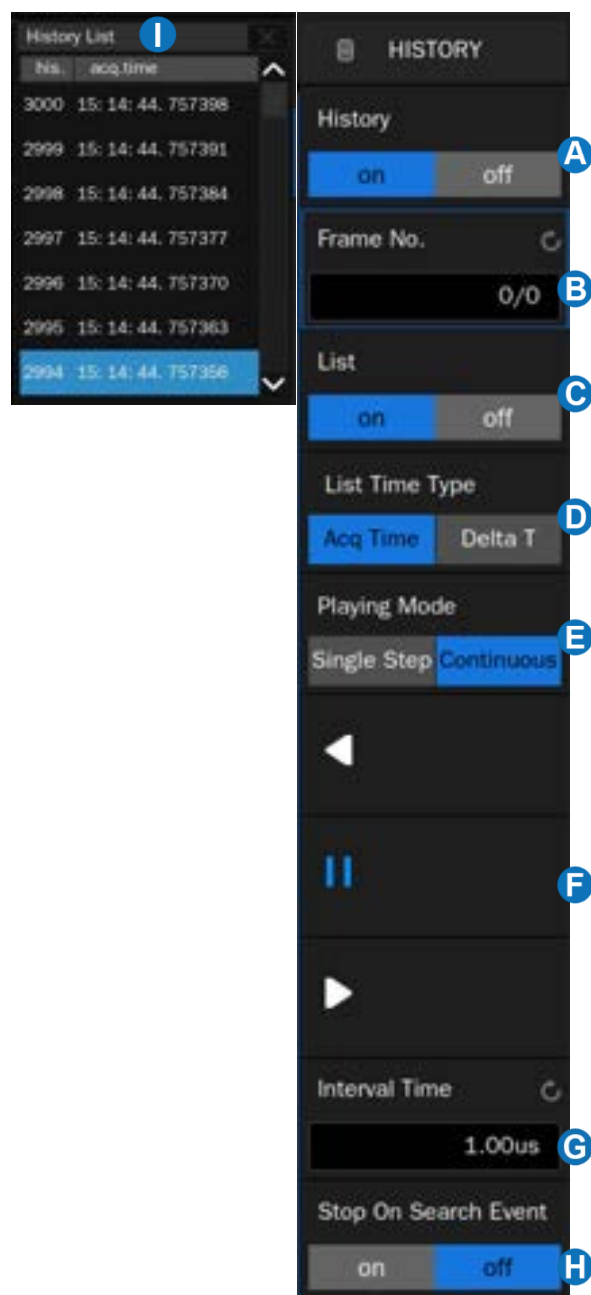 History List I
his. acq.time
3000 15: 14: 44. 757398
2999 15: 14: 44. 757391
2998 15: 14: 44. 757384
2997 15: 14: 44. 757377
2996 15: 14: 44. 757370
2995 15: 14: 44. 757363
2994 15: 14: 44. 757356
HISTORY
History
on off A
Frame No.
0/0 B
List
on off C
List Time Type
Acq Time Delta T D
Playing Mode
Single Step Continuous E
F
Interval Time
1.00us G
Stop On Search Event
on off H